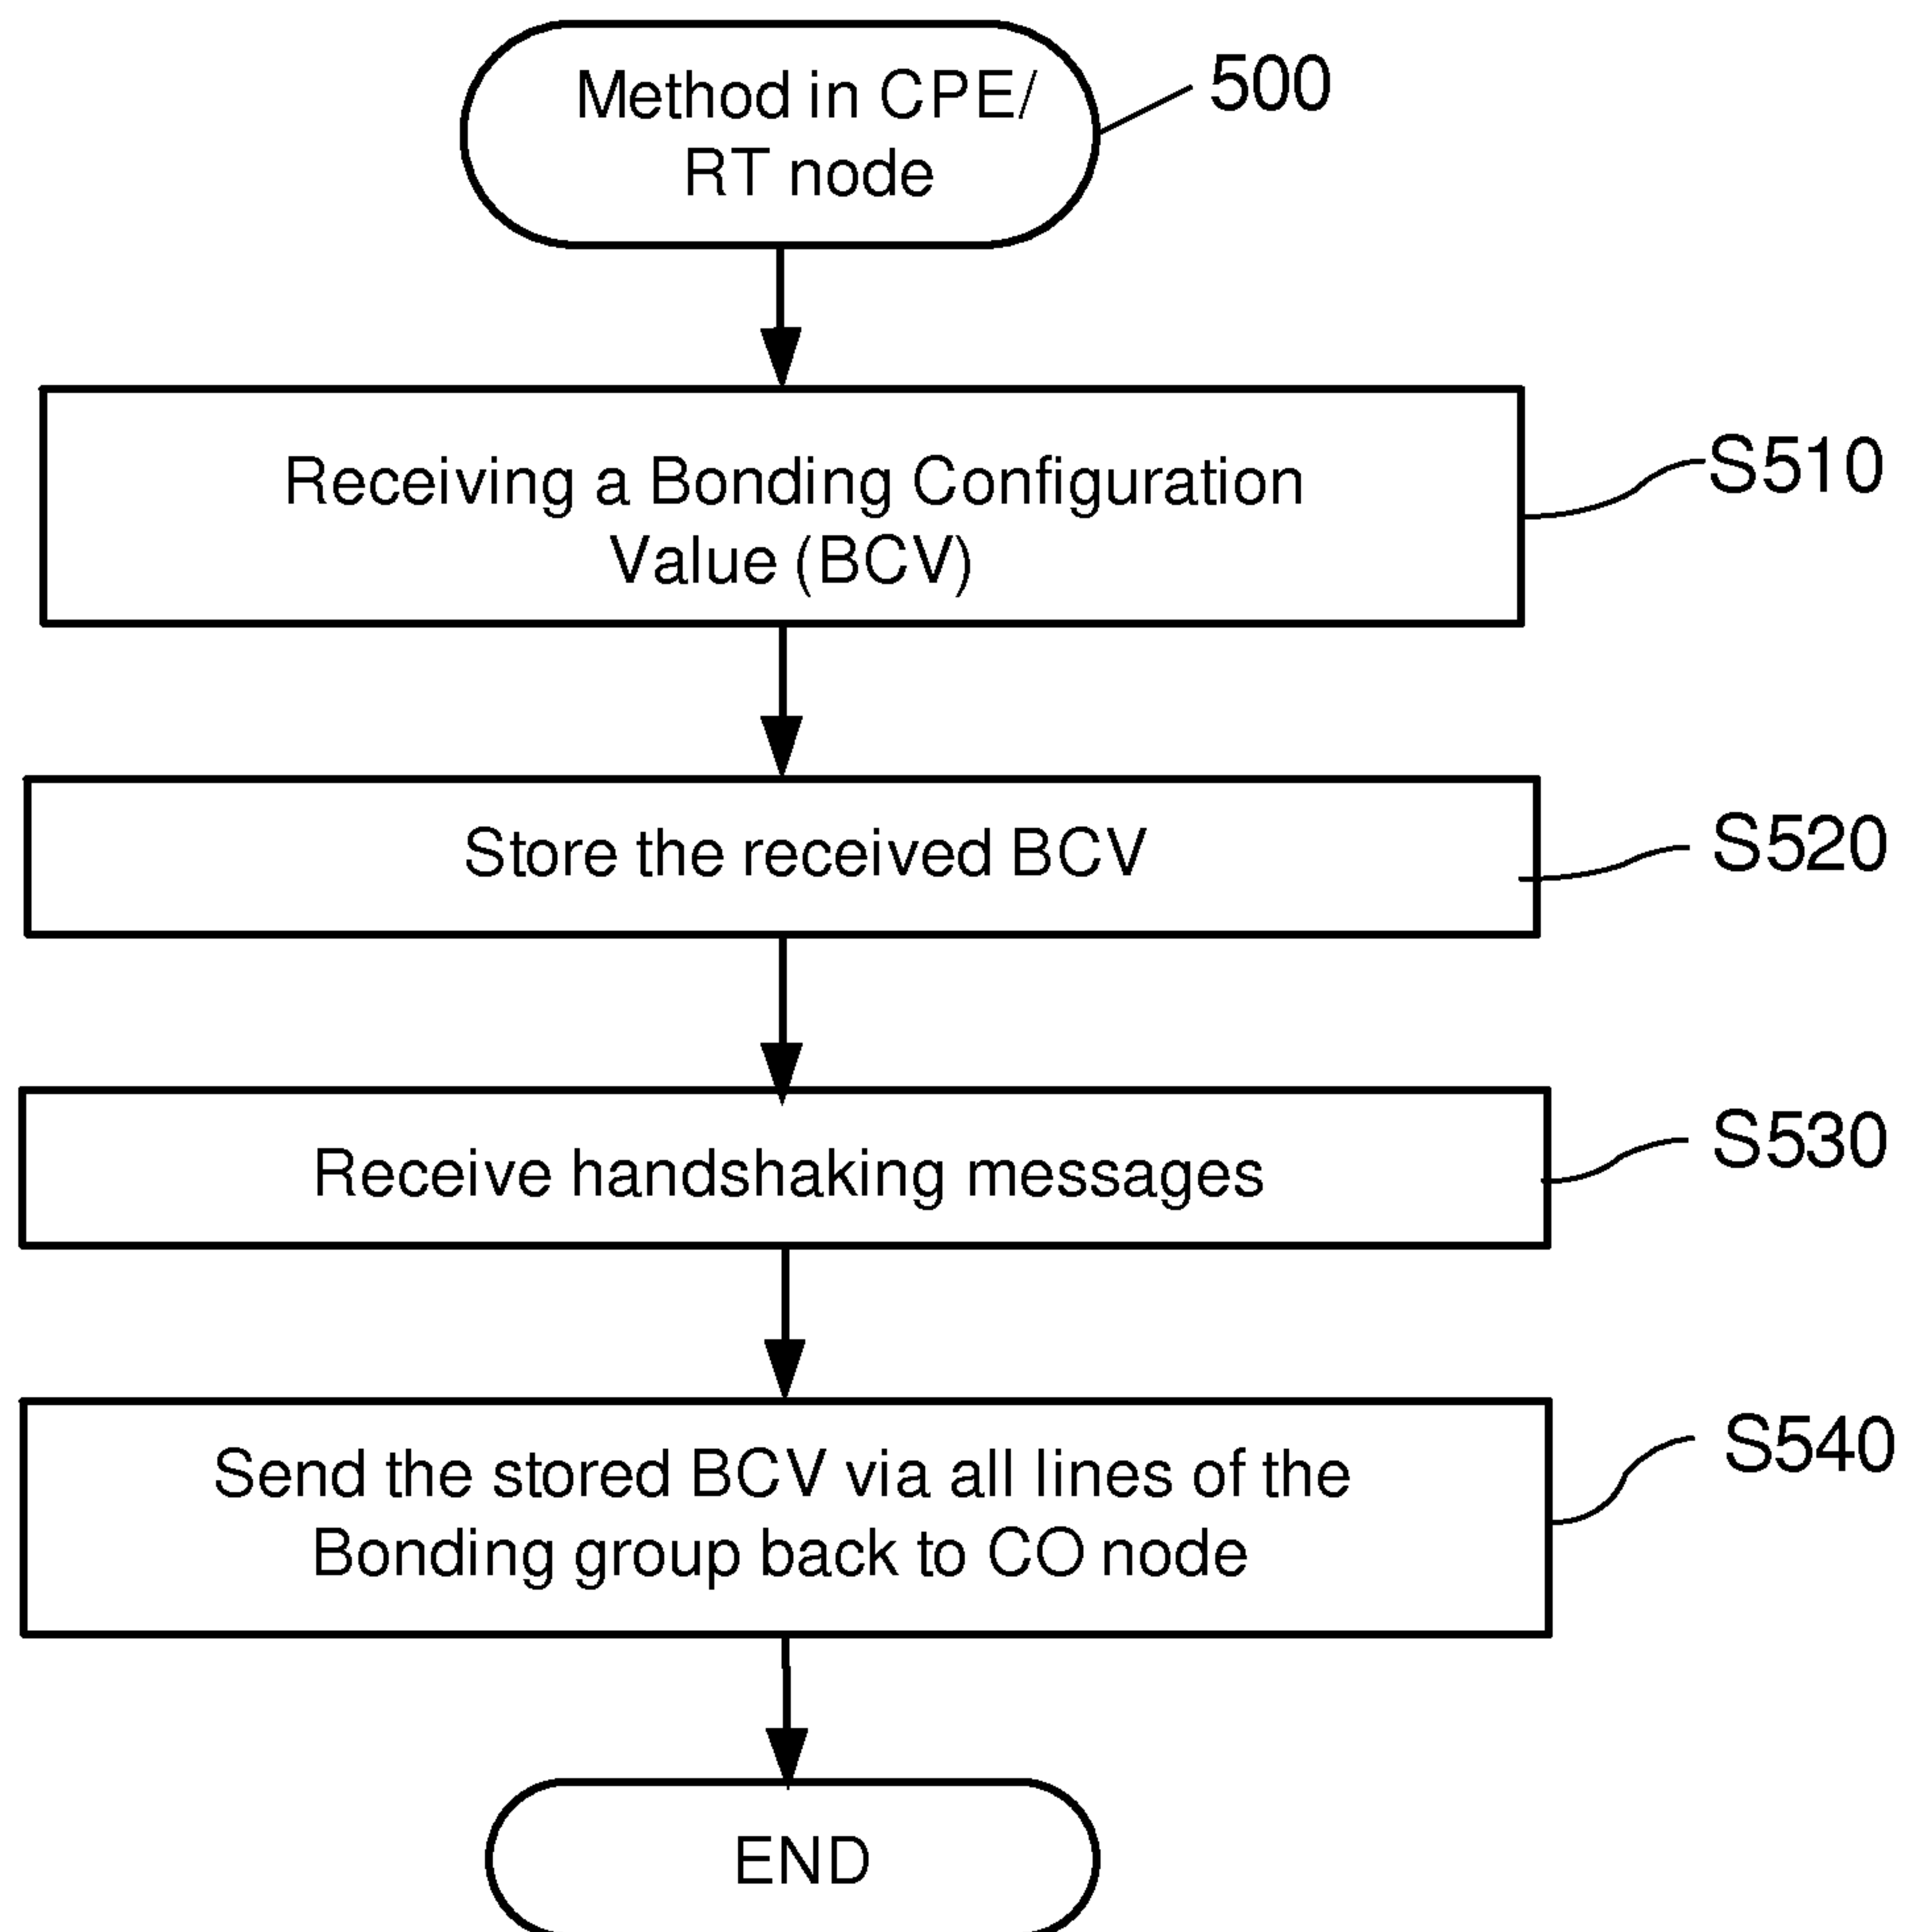 Method in CPE/
RT node
500
Receiving a Bonding Configuration
Value (BCV)
S510
Store the received BCV
S520
Receive handshaking messages
S530
Send the stored BCV via all lines of the
Bonding group back to CO node
S540
END